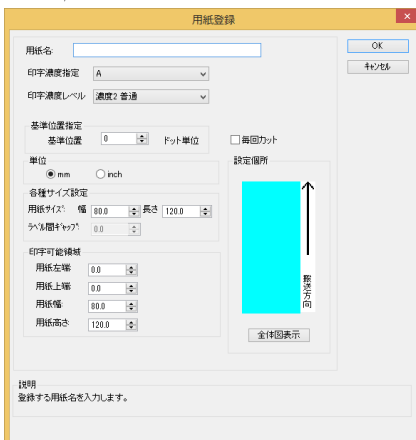 用紙登録
用紙名:
OK
キャンセル
印字濃度指定 A
印字濃度レベル 濃度2 普通
基準位置指定
基準位置 0 ドット単位
毎回カット
単位
mm inch
設定個所
各種サイズ設定
用紙サイズ: 幅 80.0 長さ 120.0
ラベル間ギャップ: 0.0
印字可能領域
用紙左端: 0.0
用紙上端: 0.0
用紙幅: 80.0
用紙高さ: 120.0
搬送方向
全体図表示
説明
登録する用紙名を入力します。